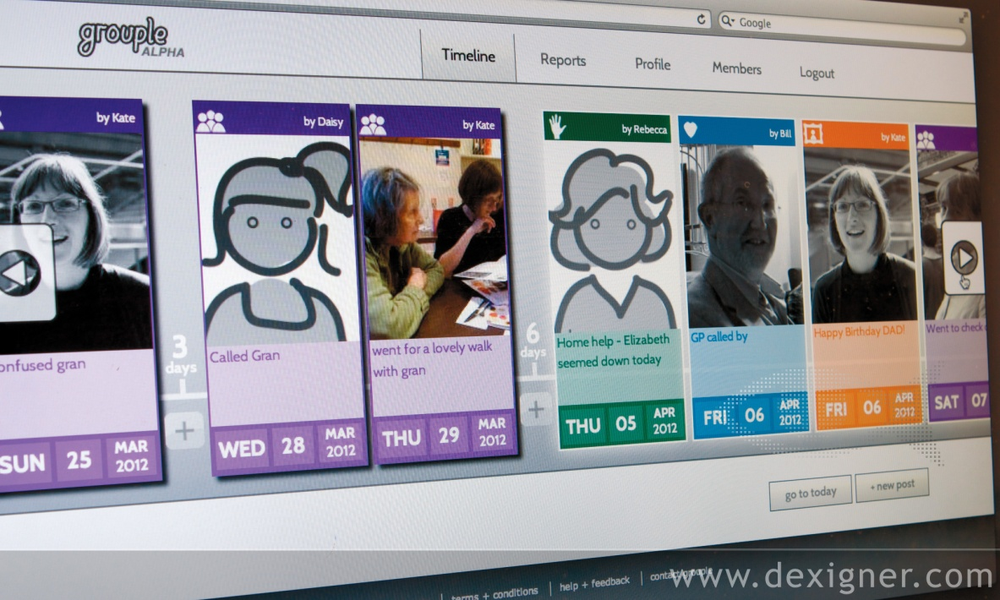 grouple
ALPHA
Google
Timeline
Reports
Profile
Members
Logout
by Kate
onfused gran
SUN 25 MAR
2012
3
days
+
by Daisy
Called Gran
WED 28 MAR
2012
by Kate
went for a lovely walk
with gran
THU 29 MAR
2012
6
days
+
by Rebecca
Home help - Elizabeth
seemed down today
THU 05 APR
2012
by Bill
GP called by
FRI 06 APR
2012
by Kate
Happy Birthday DAD!
FRI 06 APR
2012
Went to check
SAT 07
go to today
+ new post
terms + conditions
help + feedback
contact grouple
www.dexigner.com